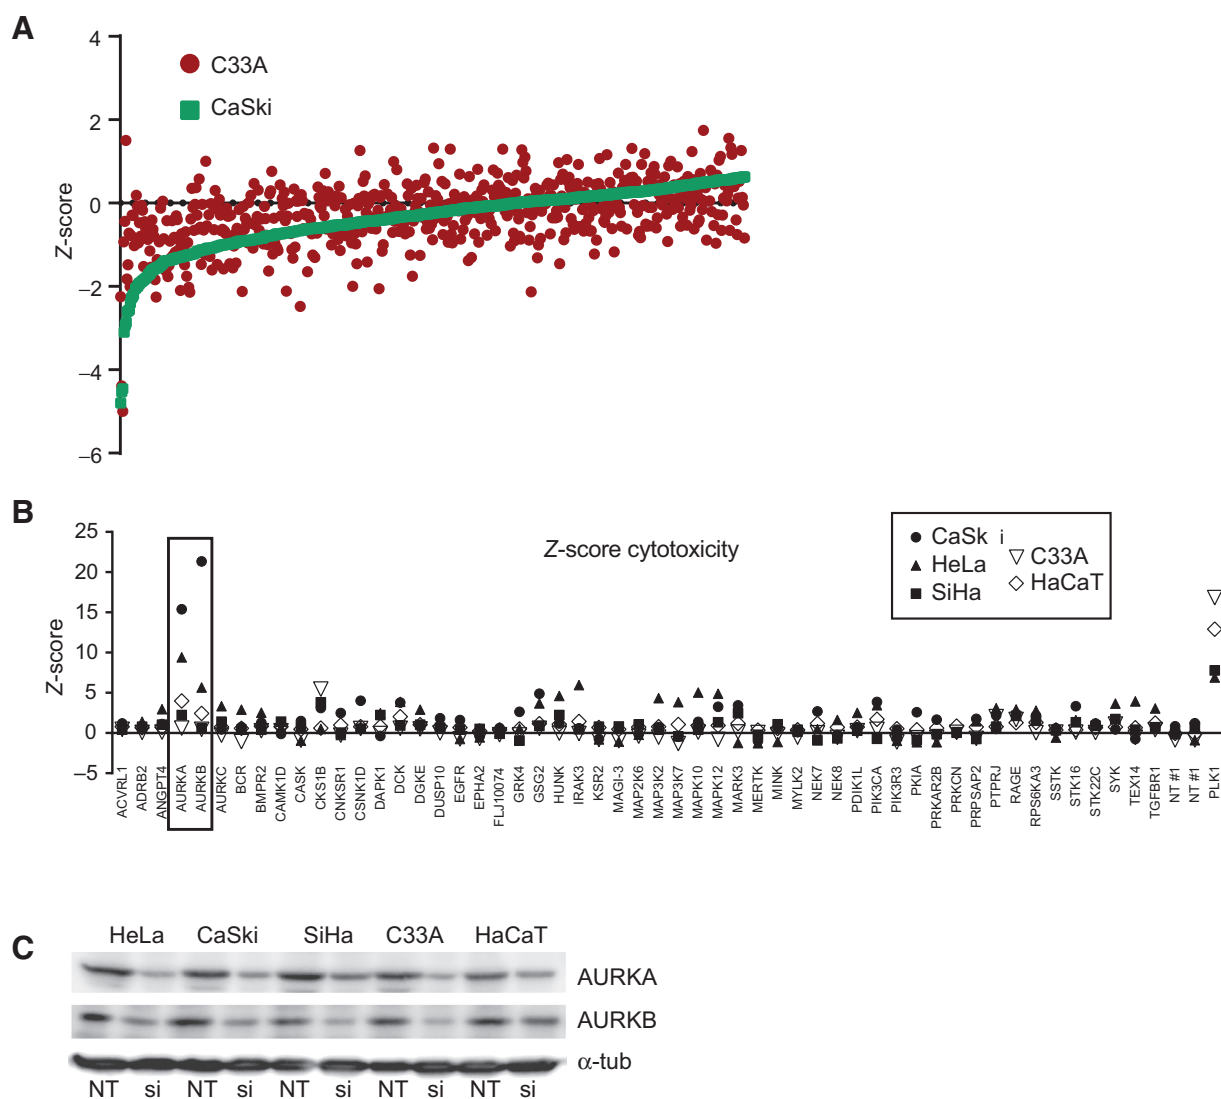 A
4
2
0
–2
–4
–6
Z-score
C33A
CaSki
B
25
20
15
10
5
0
–5
Z-score
Z-score cytotoxicity
CaSk i
HeLa
SiHa
C33A
HaCaT
ACVRL1
ADRB2
ANGPT4
AURKA
AURKB
AURKC
BCR
BMPR2
CAMK1D
CASK
CKS1B
CNKSR1
CSNK1D
DAPK1
DCK
DGKE
DUSP10
EGFR
EPHA2
FLJ10074
GRK4
GSG2
HUNK
IRAK3
KSR2
MAGI-3
MAP2K6
MAP3K2
MAP3K7
MAPK10
MAPK12
MARK3
MERTK
MINK
MYLK2
NEK7
NEK8
PDIK1L
PIK3CA
PIK3R3
PKIA
PRKAR2B
PRKCN
PRPSAP2
PTPRJ
RAGE
RPS6KA3
SSTK
STK16
STK22C
SYK
TEX14
TGFBR1
NT #1
NT #1
PLK1
C
HeLa CaSki SiHa C33A HaCaT
AURKA
AURKB
α-tub
NT si NT si NT si NT si NT si